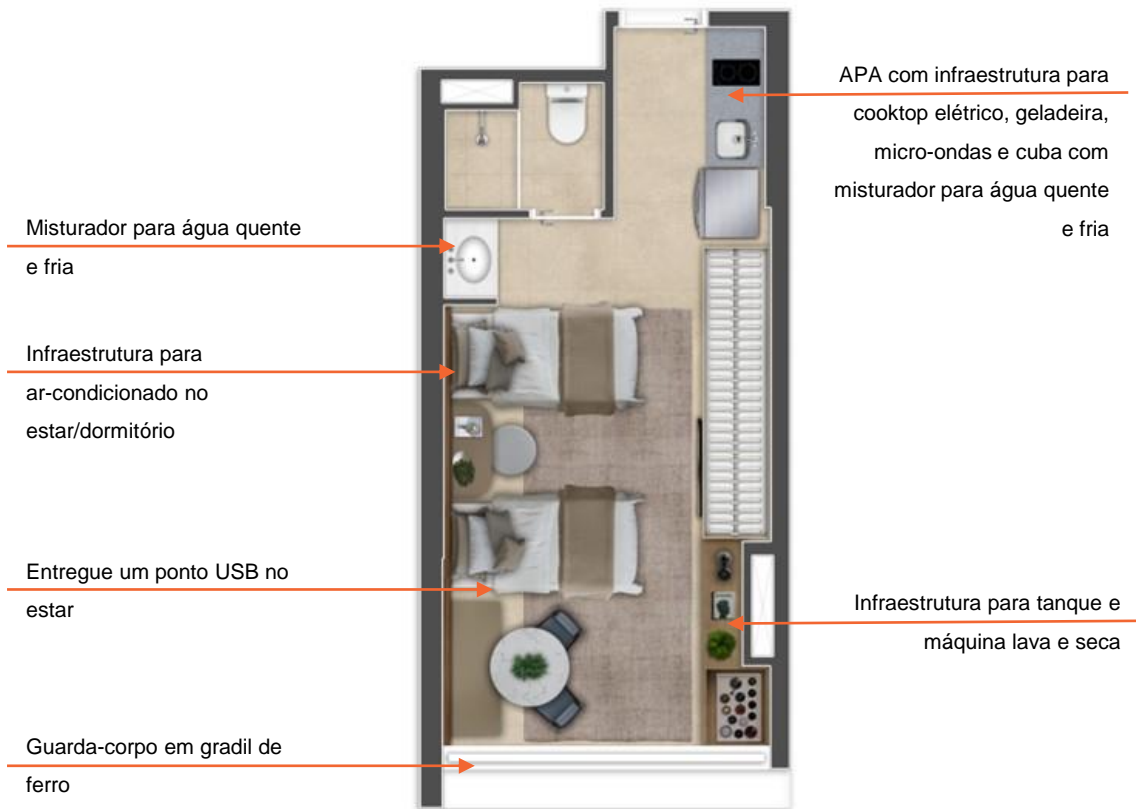 APA com infraestrutura para
cooktop elétrico, geladeira,
micro-ondas e cuba com
misturador para água quente
e fria
Misturador para água quente
e fria
Infraestrutura para
ar-condicionado no
estar/dormitório
Entregue um ponto USB no
estar
Infraestrutura para tanque e
máquina lava e seca
Guarda-corpo em gradil de
ferro